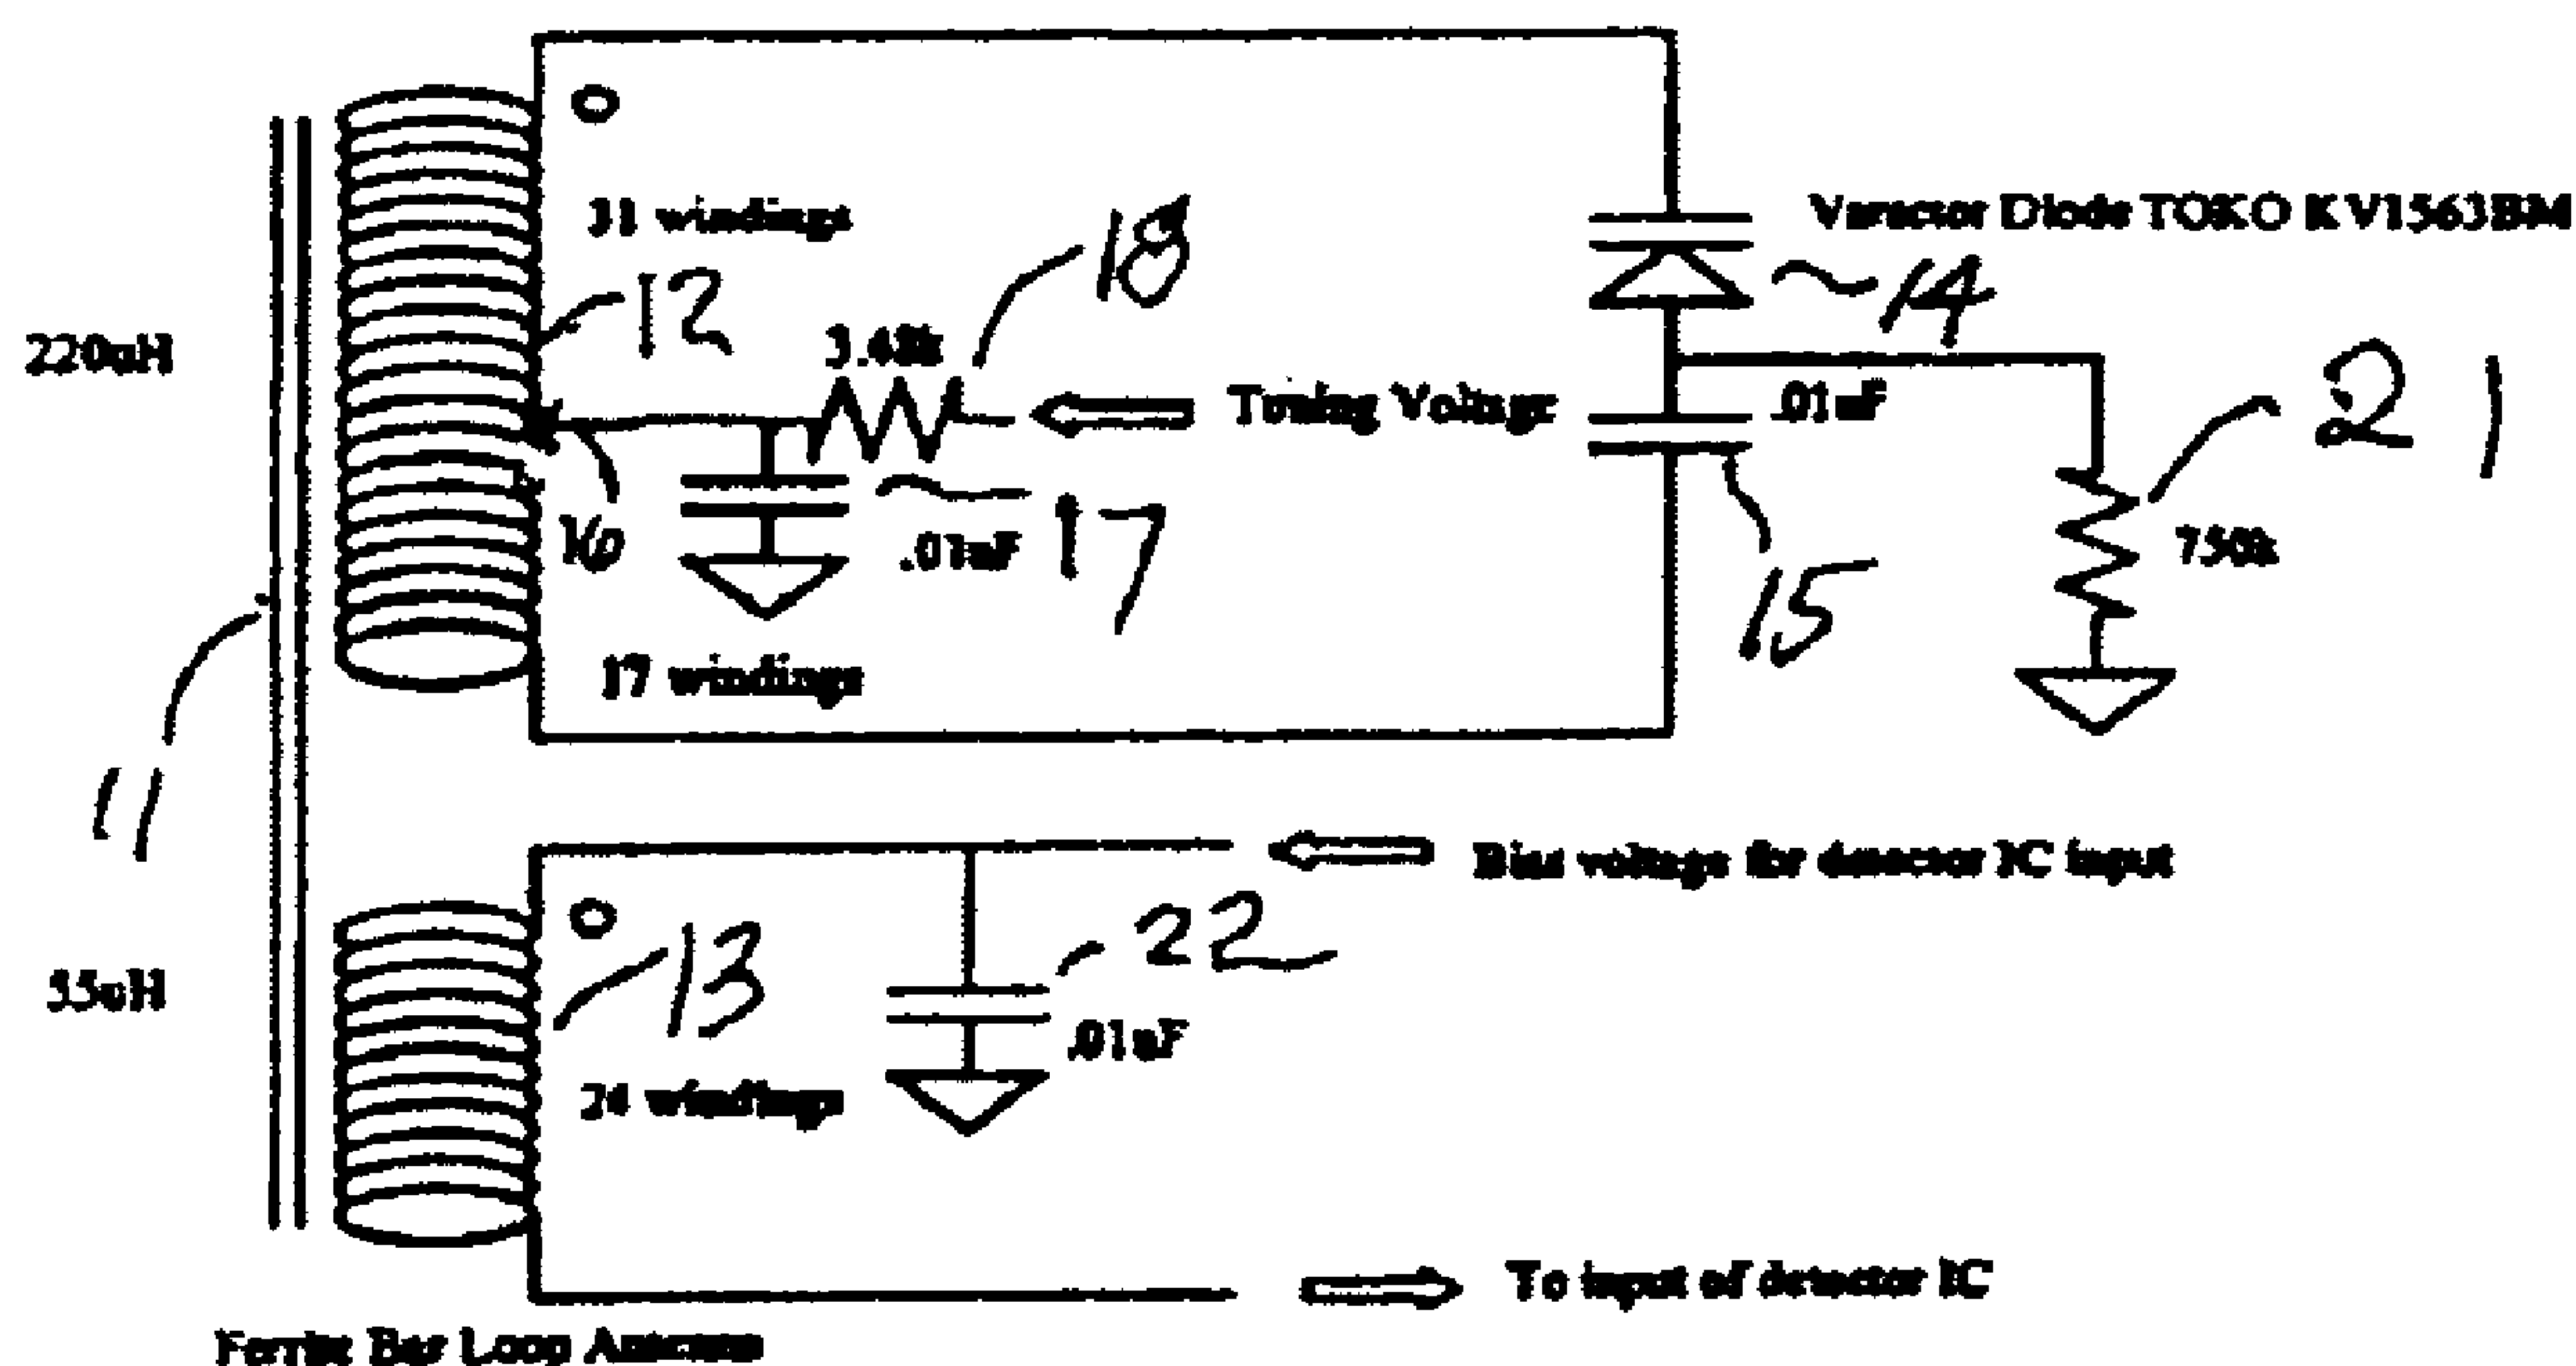 31 windings
18
Varactor Diode TOKO KV1563BM
12
14
220uH
3.48k
21
Tuning Voltage
.01uF
16
.01uF
17
15
750k
17 windings
11
Bias voltage for detector IC input
22
13
55uH
.01uF
24 windings
To input of detector IC
Ferrite Bar Loop Antenna